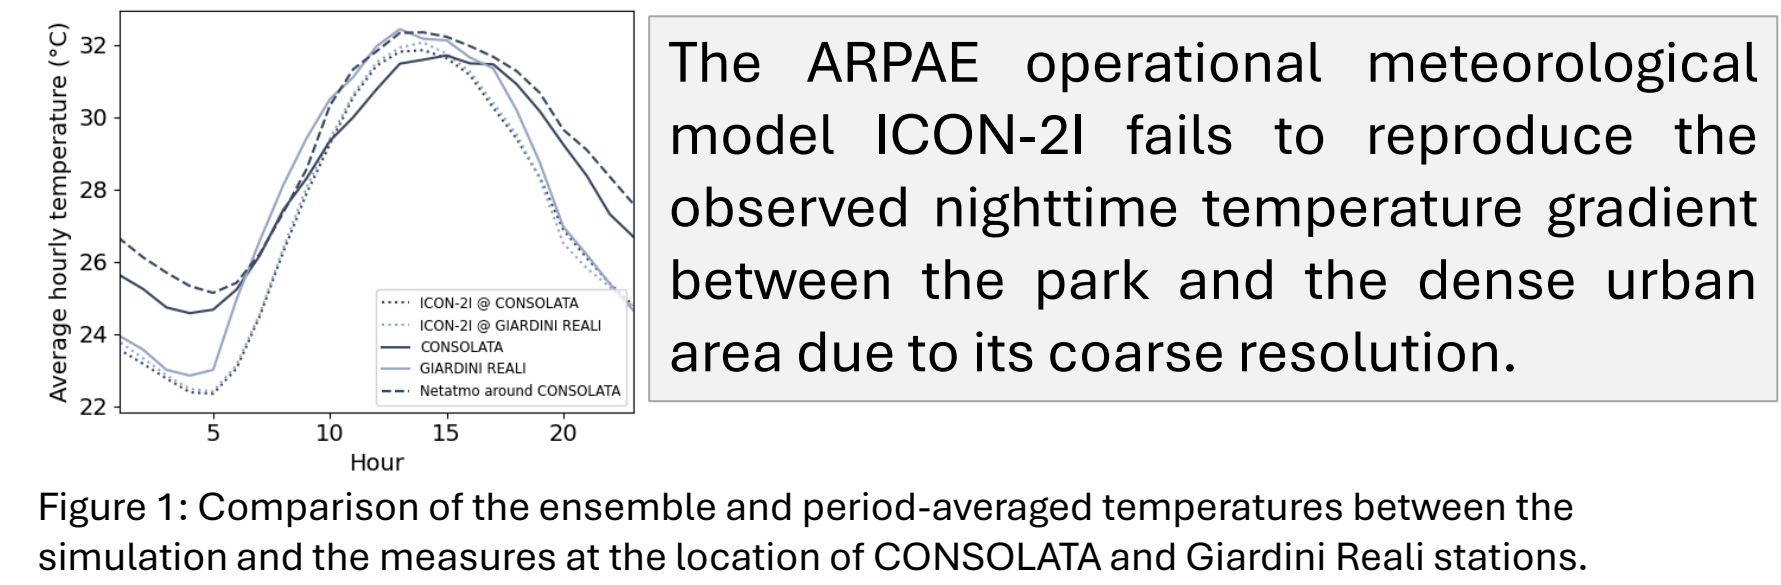 Average hourly temperature (°C)
32
30
28
26
24
22
5 10 15 20
Hour
ICON-2I @ CONSOLATA
ICON-2I @ GIARDINI REALI
CONSOLATA
GIARDINI REALI
Netatmo around CONSOLATA
The ARPAE operational meteorological
model ICON-2I fails to reproduce the
observed nighttime temperature gradient
between the park and the dense urban
area due to its coarse resolution.
Figure 1: Comparison of the ensemble and period-averaged temperatures between the
simulation and the measures at the location of CONSOLATA and Giardini Reali stations.